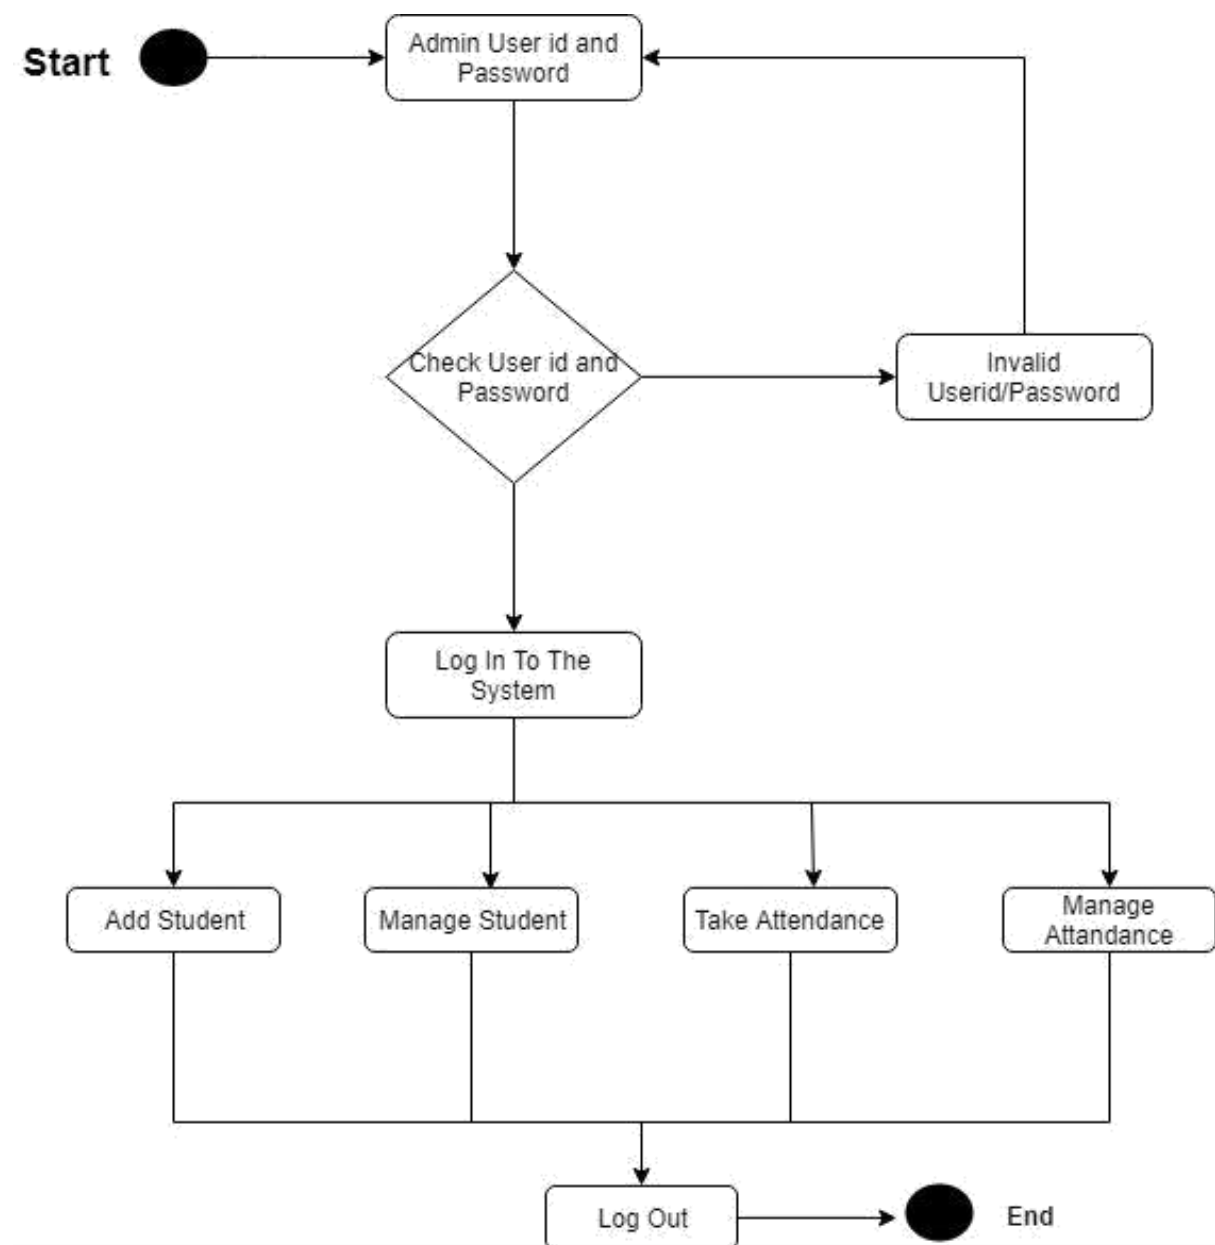 Start
Admin User id and
Password
Check User id and
Password
Invalid
Userid/Password
Log In To The
System
Add Student
Manage Student
Take Attendance
Manage
Attandance
Log Out
End